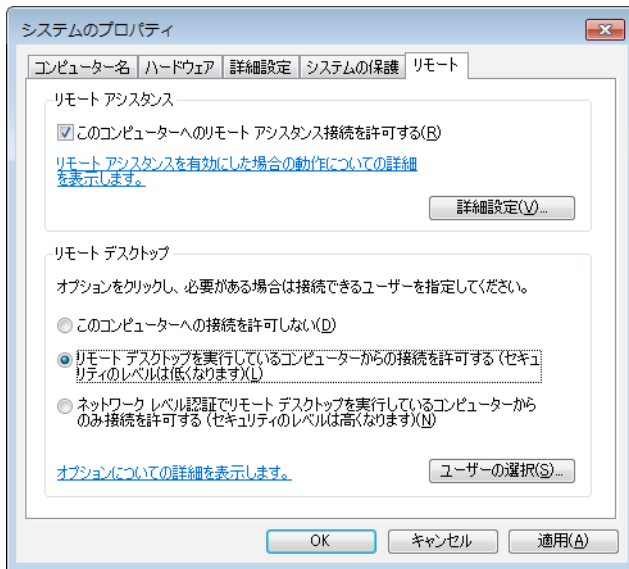 システムのプロパティ
コンピューター名 ハードウェア 詳細設定 システムの保護 リモート
リモート アシスタンス
このコンピューターへのリモート アシスタンス接続を許可する(R)
リモート アシスタンスを有効にした場合の動作についての詳細
を表示します。
詳細設定(V)...
リモート デスクトップ
オプションをクリックし、必要がある場合は接続できるユーザーを指定してください。
このコンピューターへの接続を許可しない(D)
リモート デスクトップを実行しているコンピューターからの接続を許可する (セキュ
リティのレベルは低くなります)(L)
ネットワーク レベル認証でリモート デスクトップを実行しているコンピューターから
のみ接続を許可する (セキュリティのレベルは高くなります)(N)
オプションについての詳細を表示します。
ユーザーの選択(S)...
OK キャンセル 適用(A)